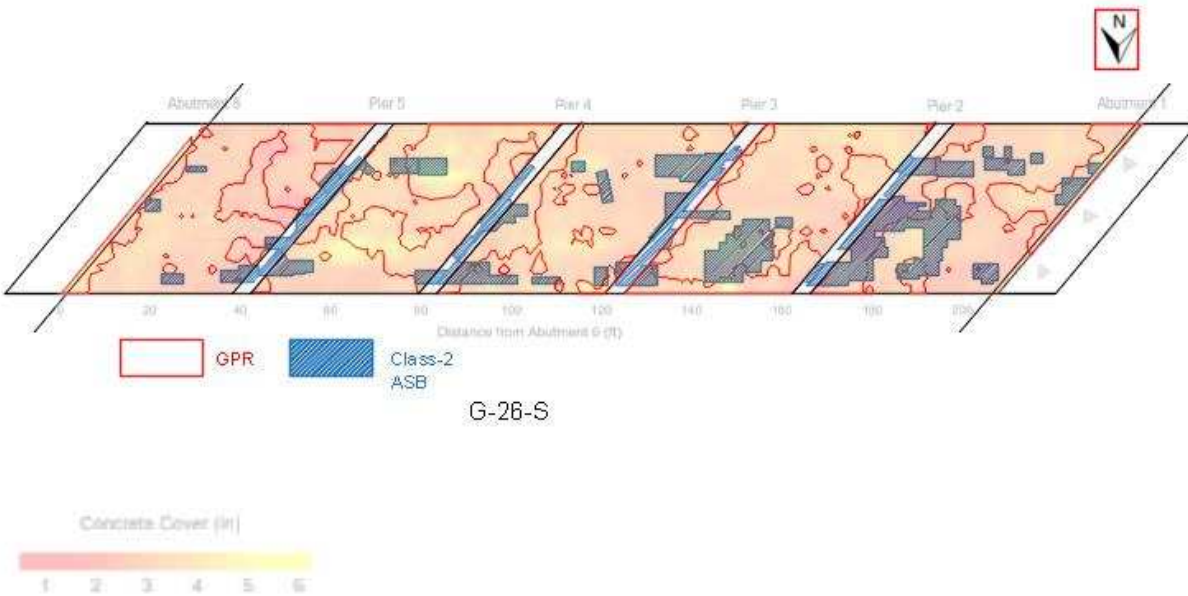 N
Abutment 6 Pier 5 Pier 4 Pier 3 Pier 2 Abutment 1
0 20 40 60 80 100 120 140 160 180 200
Distance from Abutment 6 (ft)
GPR Class-2
ASB
G-26-S
Concrete Cover (in)
1 2 3 4 5 6